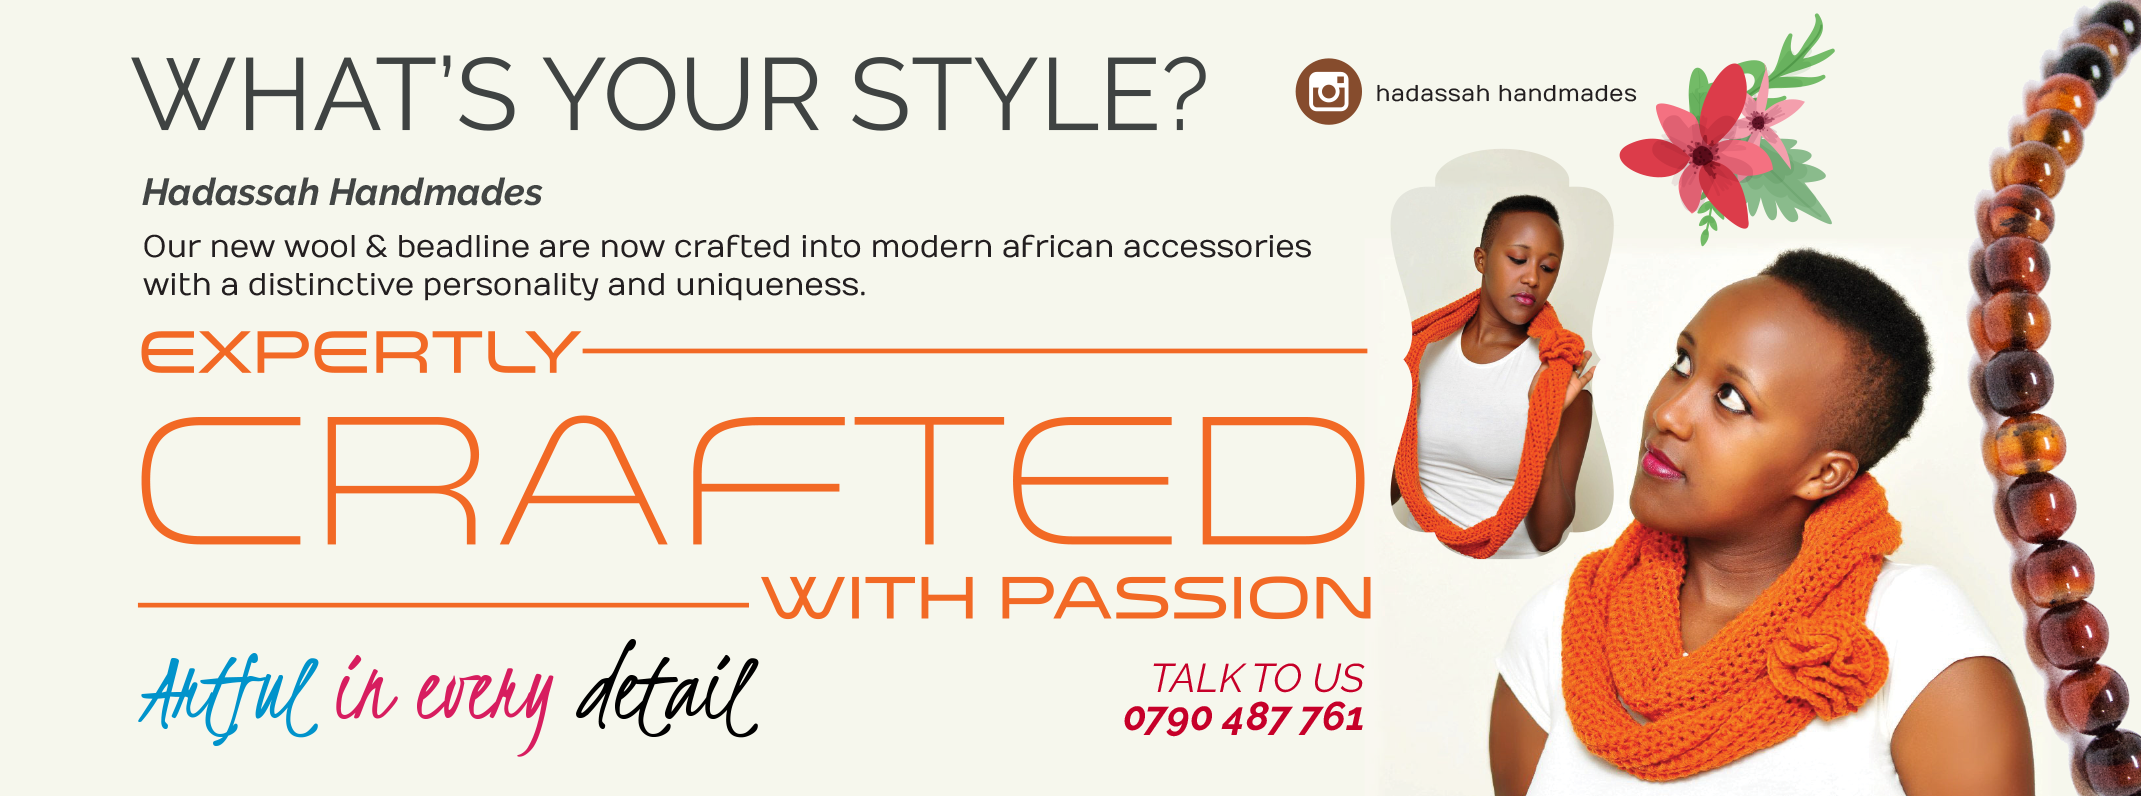 WHAT'S YOUR STYLE?
hadassah handmades
Hadassah Handmades
Our new wool & beadline are now crafted into modern african accessories
with a distinctive personality and uniqueness.
EXPERTLY
CRAFTED
WITH PASSION
Artful in every detail
TALK TO US
0790 487 761